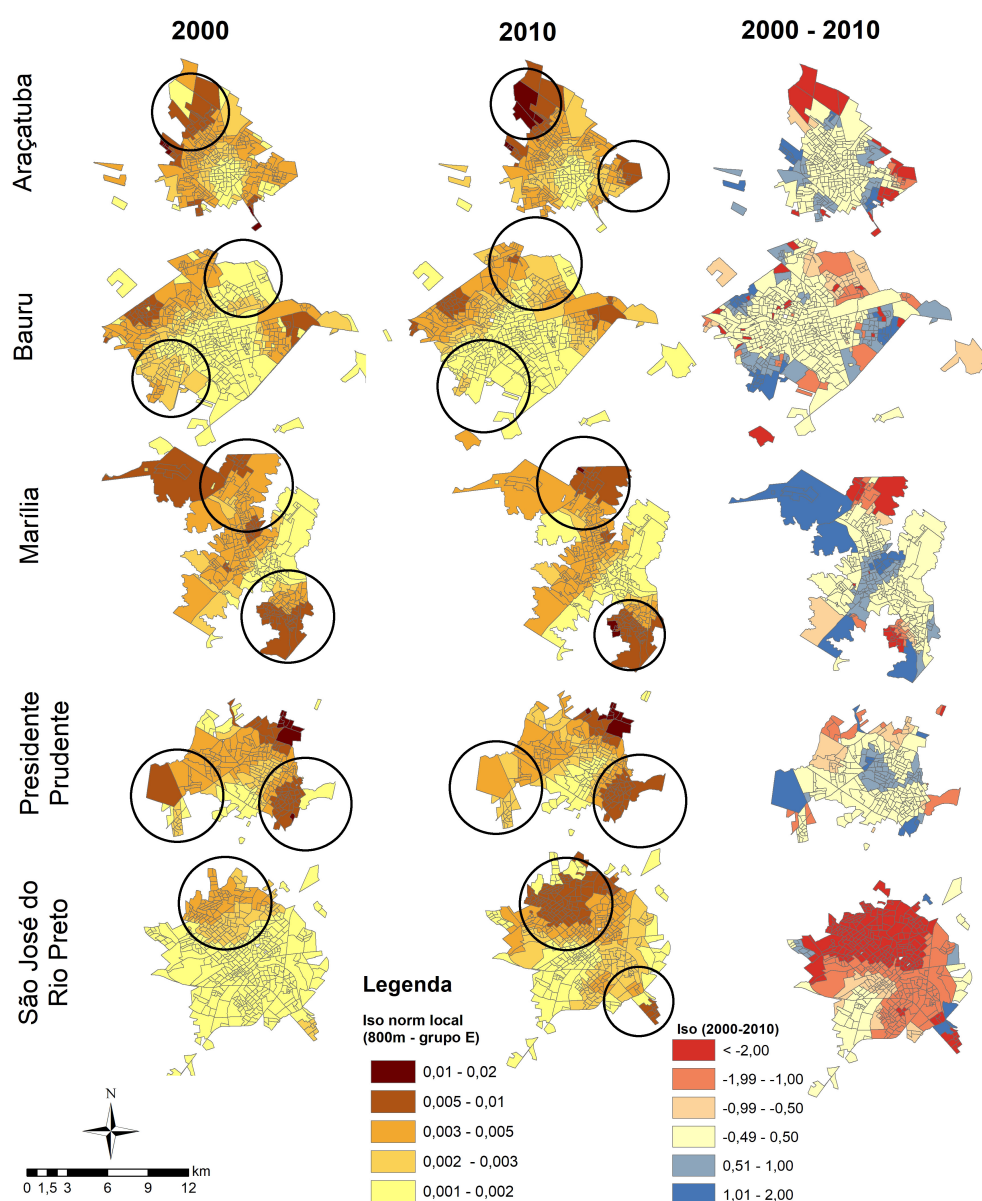 2000
2010
2000 - 2010
Araçatuba
Bauru
Marília
Presidente
Prudente
São José do
Rio Preto
Legenda
Iso norm local
(800m - grupo E)
0,01 - 0,02
0,005 - 0,01
0,003 - 0,005
0,002 - 0,003
0,001 - 0,002
Iso (2000-2010)
< -2,00
-1,99 - -1,00
-0,99 - -0,50
-0,49 - 0,50
0,51 - 1,00
1,01 - 2,00
N
km
0 1,5 3 6 9 12